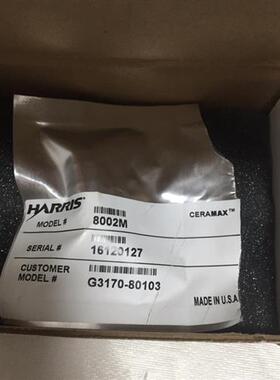 HARRIS CERAMAX™
MODEL # 8002M
SERIAL # 16120127
CUSTOMER
MODEL # G3170-80103
MADE IN U.S.A